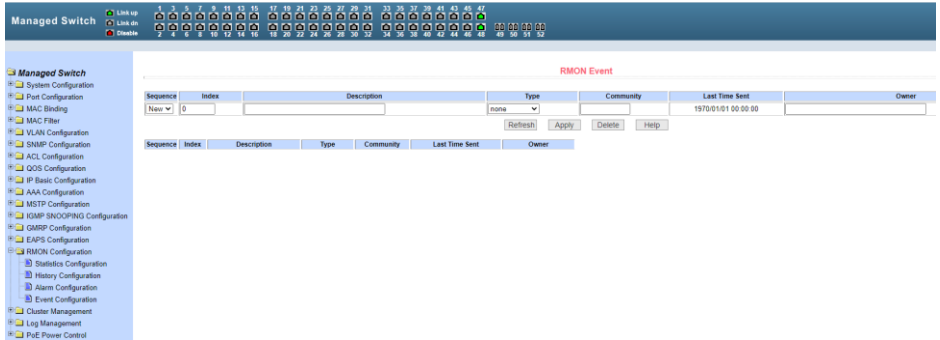 Managed Switch
Link up
Link dn
Disable
1 3 5 7 9 11 13 15 17 19 21 23 25 27 29 31 33 35 37 39 41 43 45 47
2 4 6 8 10 12 14 16 18 20 22 24 26 28 30 32 34 36 38 40 42 44 46 48 49 50 51 52
Managed Switch
System Configuration
Port Configuration
MAC Binding
MAC Filter
VLAN Configuration
SNMP Configuration
ACL Configuration
QOS Configuration
IP Basic Configuration
AAA Configuration
MSTP Configuration
IGMP SNOOPING Configuration
GMRP Configuration
EAPS Configuration
RMON Configuration
Statistics Configuration
History Configuration
Alarm Configuration
Event Configuration
Cluster Management
Log Management
PoE Power Control
RMON Event
Sequence Index Description Type Community Last Time Sent Owner
New 0 none 1970/01/01 00:00:00
Refresh Apply Delete Help
Sequence Index Description Type Community Last Time Sent Owner